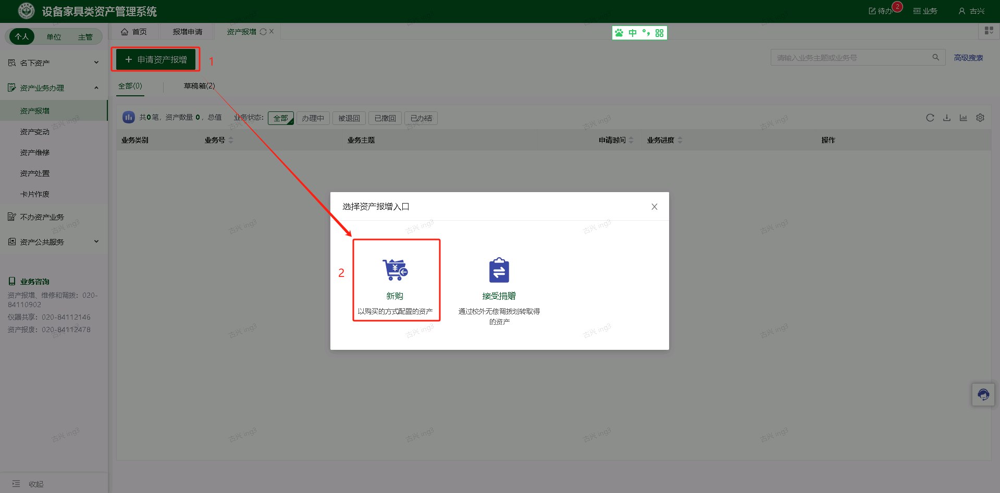 设备家具类资产管理系统
待办
2
业务
古兴
个人
单位
主管
首页
报增申请
资产报增
中
申请资产报增
1
请输入业务主题或业务号
高级搜索
名下资产
资产业务办理
资产报增
资产变动
资产维修
资产处置
卡片作废
不办资产业务
资产公共服务
全部(0)
草稿箱(2)
共0笔, 资产数量 0, 总值
业务状态:
全部
办理中
被退回
已撤回
已办结
业务类别
业务号
业务主题
申请时间
业务进度
操作
选择资产报增入口
2
新购
以购买的方式配置的资产
接受捐赠
通过校外无偿调拨划转取得
的资产
业务咨询
资产报增、维修和调拨：020-
84110902
仪器共享：020-84112146
资产报废：020-84112478
收起
古兴 ing3